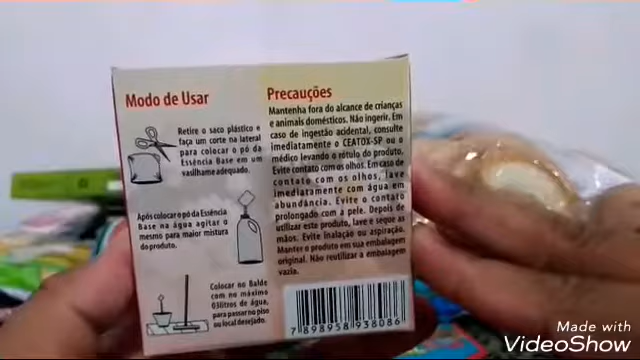 Modo de Usar
Retire o saco plástico e
faça um corte na lateral
para colocar o pó da
Essência Base em um
vasilhame adequado.
Após colocar o pó da Essência
Base na água agitar o
mesmo para maior mistura
do produto.
Colocar no Balde
com no máximo
03 litros de água,
para passar no piso
ou local desejado.
Precauções
Mantenha fora do alcance de crianças
e animais domésticos. Não ingerir. Em
caso de ingestão acidental, consulte
imediatamente o CEATOX-SP ou o
médico levando o rótulo do produto.
Evite contato com os olhos. Em caso de
contato com os olhos, lave
imediatamente com água em
abundância. Evite o contato
prolongado com a pele. Depois de
utilizar este produto, lave e seque as
mãos. Evite inalação ou aspiração.
Manter o produto em sua embalagem
original. Não reutilizar a embalagem
vazia.
7 898958 938086
Made with
VideoShow